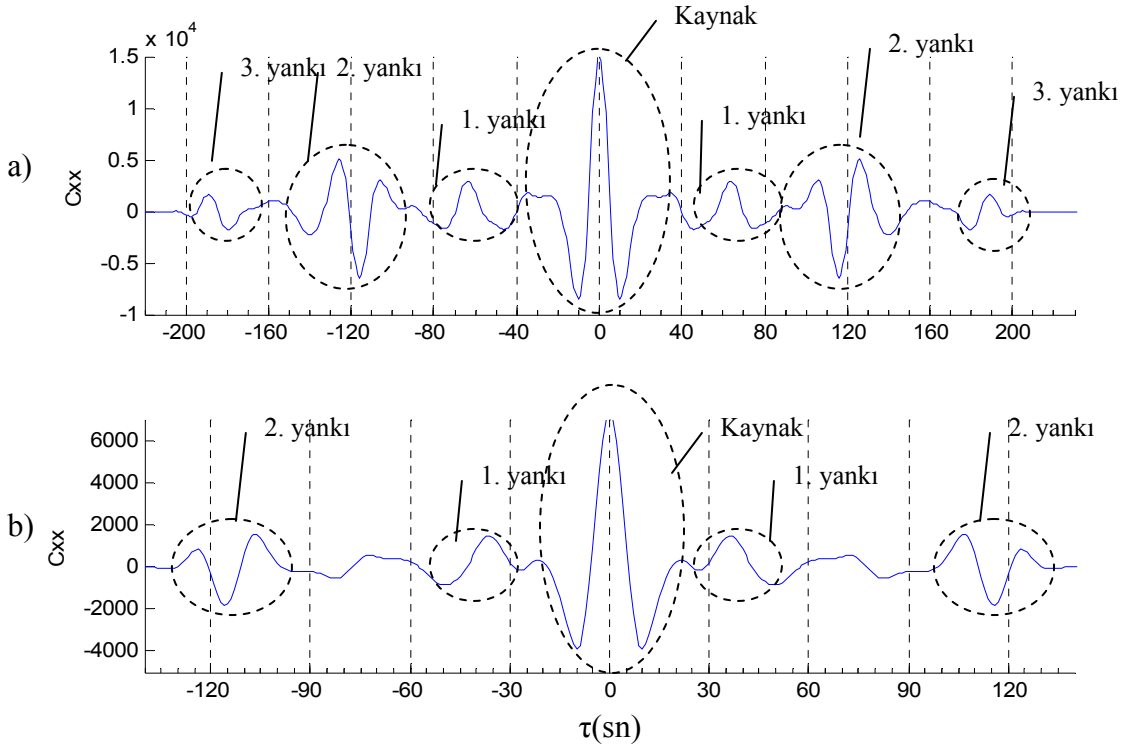 Kaynak
x 10^4
3. yankı 2. yankı 2. yankı
1. yankı 1. yankı 3. yankı
a)
Cxx
1.5
1
0.5
0
-0.5
-1
-200 -160 -120 -80 -40 0 40 80 120 160 200
2. yankı Kaynak 2. yankı
1. yankı 1. yankı
b)
Cxx
6000
4000
2000
0
-2000
-4000
-120 -90 -60 -30 0 30 60 90 120
τ(sn)